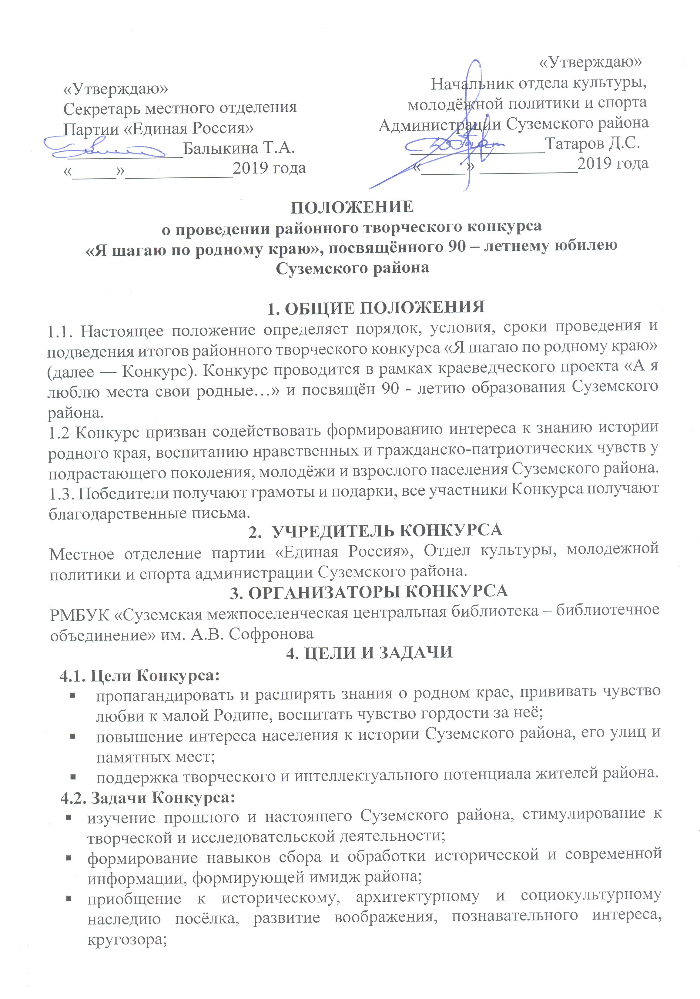 «Утверждаю»
Секретарь местного отделения
Партии «Единая Россия»
_____________Балыкина Т.А.
«_____»____________2019 года
«Утверждаю»
Начальник отдела культуры,
молодёжной политики и спорта
Администрации Суземского района
_______________Татаров Д.С.
«_____» ___________2019 года
ПОЛОЖЕНИЕ
о проведении районного творческого конкурса
«Я шагаю по родному краю», посвящённого 90 – летнему юбилею
Суземского района
1. ОБЩИЕ ПОЛОЖЕНИЯ
1.1. Настоящее положение определяет порядок, условия, сроки проведения и
подведения итогов районного творческого конкурса «Я шагаю по родному краю»
(далее — Конкурс). Конкурс проводится в рамках краеведческого проекта «А я
люблю места свои родные…» и посвящён 90 - летию образования Суземского
района.
1.2 Конкурс призван содействовать формированию интереса к знанию истории
родного края, воспитанию нравственных и гражданско-патриотических чувств у
подрастающего поколения, молодёжи и взрослого населения Суземского района.
1.3. Победители получают грамоты и подарки, все участники Конкурса получают
благодарственные письма.
2. УЧРЕДИТЕЛЬ КОНКУРСА
Местное отделение партии «Единая Россия», Отдел культуры, молодежной
политики и спорта администрации Суземского района.
3. ОРГАНИЗАТОРЫ КОНКУРСА
РМБУК «Суземская межпоселенческая центральная библиотека – библиотечное
объединение» им. А.В. Софронова
4. ЦЕЛИ И ЗАДАЧИ
4.1. Цели Конкурса:
▪ пропагандировать и расширять знания о родном крае, прививать чувство
любви к малой Родине, воспитать чувство гордости за неё;
▪ повышение интереса населения к истории Суземского района, его улиц и
памятных мест;
▪ поддержка творческого и интеллектуального потенциала жителей района.
4.2. Задачи Конкурса:
▪ изучение прошлого и настоящего Суземского района, стимулирование к
творческой и исследовательской деятельности;
▪ формирование навыков сбора и обработки исторической и современной
информации, формирующей имидж района;
▪ приобщение к историческому, архитектурному и социокультурному
наследию посёлка, развитие воображения, познавательного интереса,
кругозора;